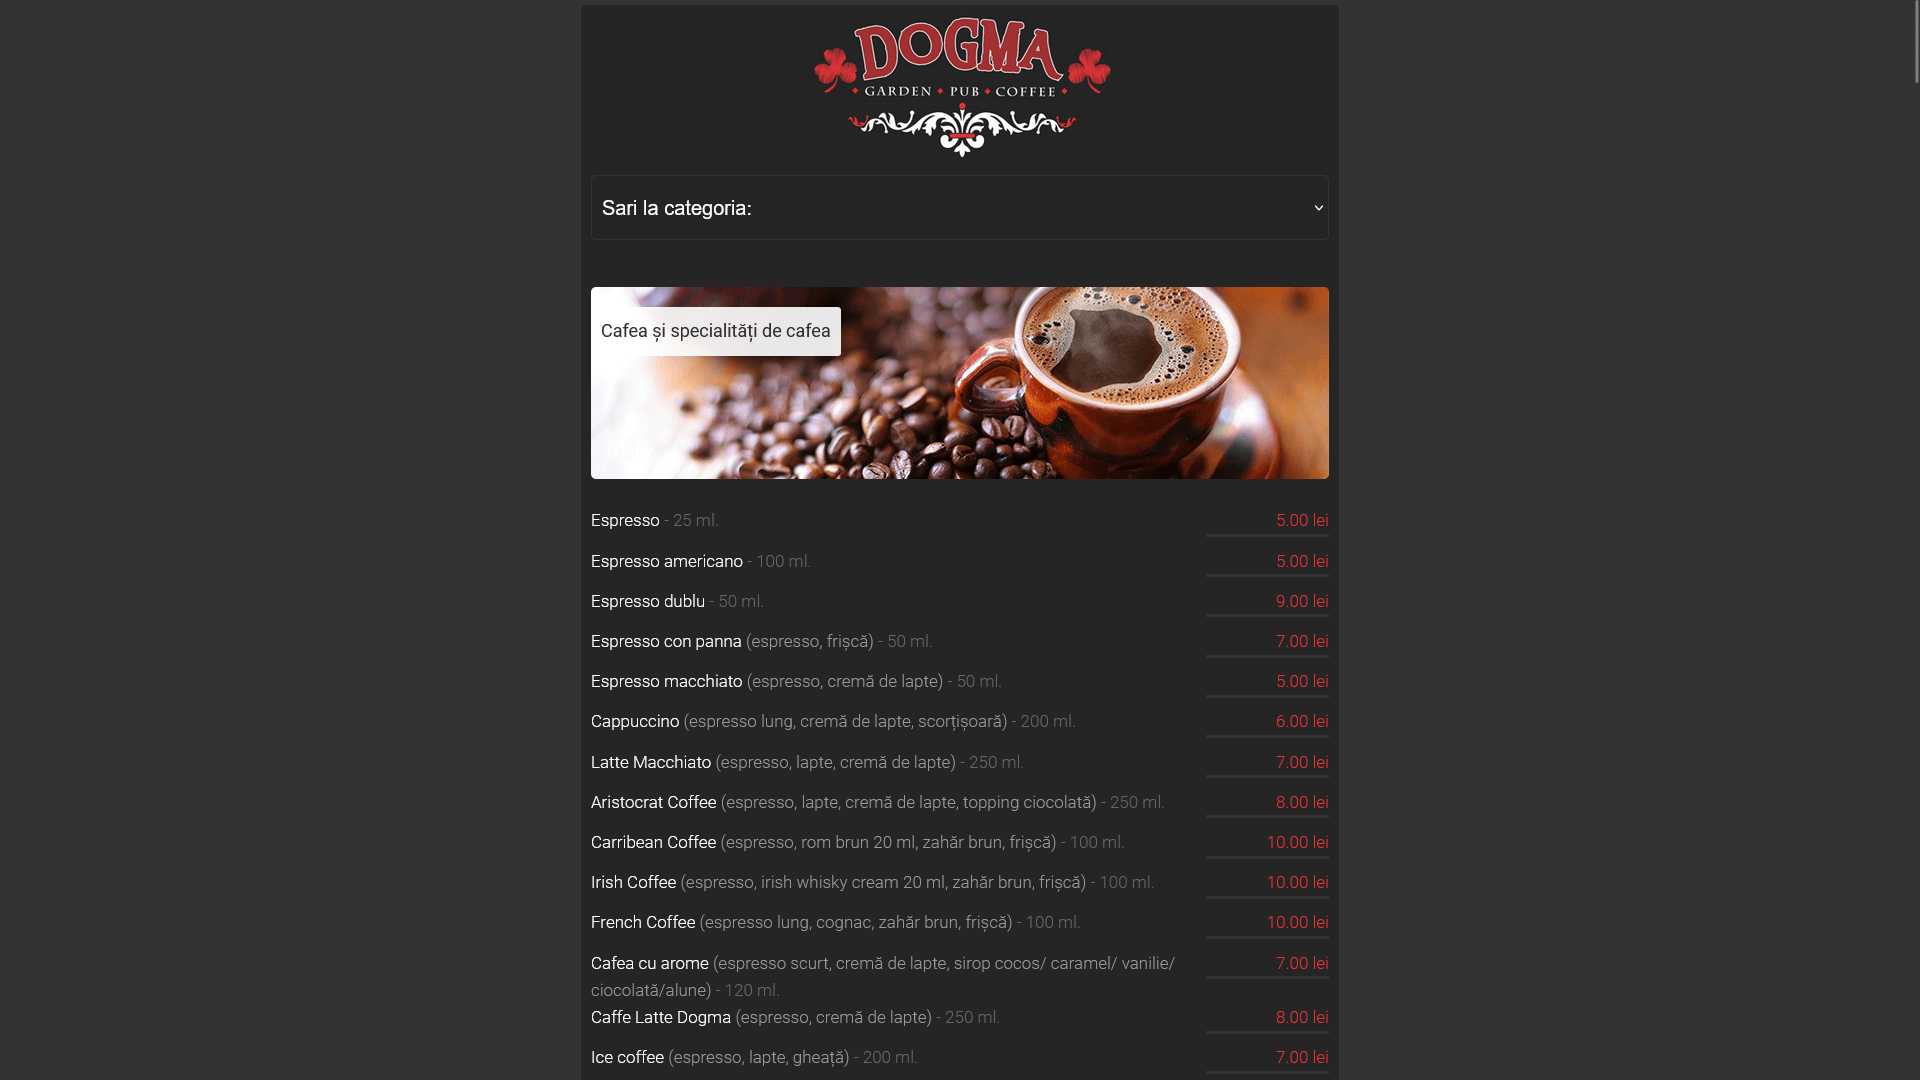 DOGMA
GARDEN • PUB • COFFEE
Sari la categoria:
Cafea și specialități de cafea
Espresso - 25 ml. 5.00 lei
Espresso americano - 100 ml. 5.00 lei
Espresso dublu - 50 ml. 9.00 lei
Espresso con panna (espresso, frișcă) - 50 ml. 7.00 lei
Espresso macchiato (espresso, cremă de lapte) - 50 ml. 5.00 lei
Cappuccino (espresso lung, cremă de lapte, scorțișoară) - 200 ml. 6.00 lei
Latte Macchiato (espresso, lapte, cremă de lapte) - 250 ml. 7.00 lei
Aristocrat Coffee (espresso, lapte, cremă de lapte, topping ciocolată) - 250 ml. 8.00 lei
Carribean Coffee (espresso, rom brun 20 ml, zahăr brun, frișcă) - 100 ml. 10.00 lei
Irish Coffee (espresso, irish whisky cream 20 ml, zahăr brun, frișcă) - 100 ml. 10.00 lei
French Coffee (espresso lung, cognac, zahăr brun, frișcă) - 100 ml. 10.00 lei
Cafea cu arome (espresso scurt, cremă de lapte, sirop cocos/ caramel/ vanilie/ 7.00 lei
ciocolată/alune) - 120 ml.
Caffe Latte Dogma (espresso, cremă de lapte) - 250 ml. 8.00 lei
Ice coffee (espresso, lapte, gheață) - 200 ml. 7.00 lei